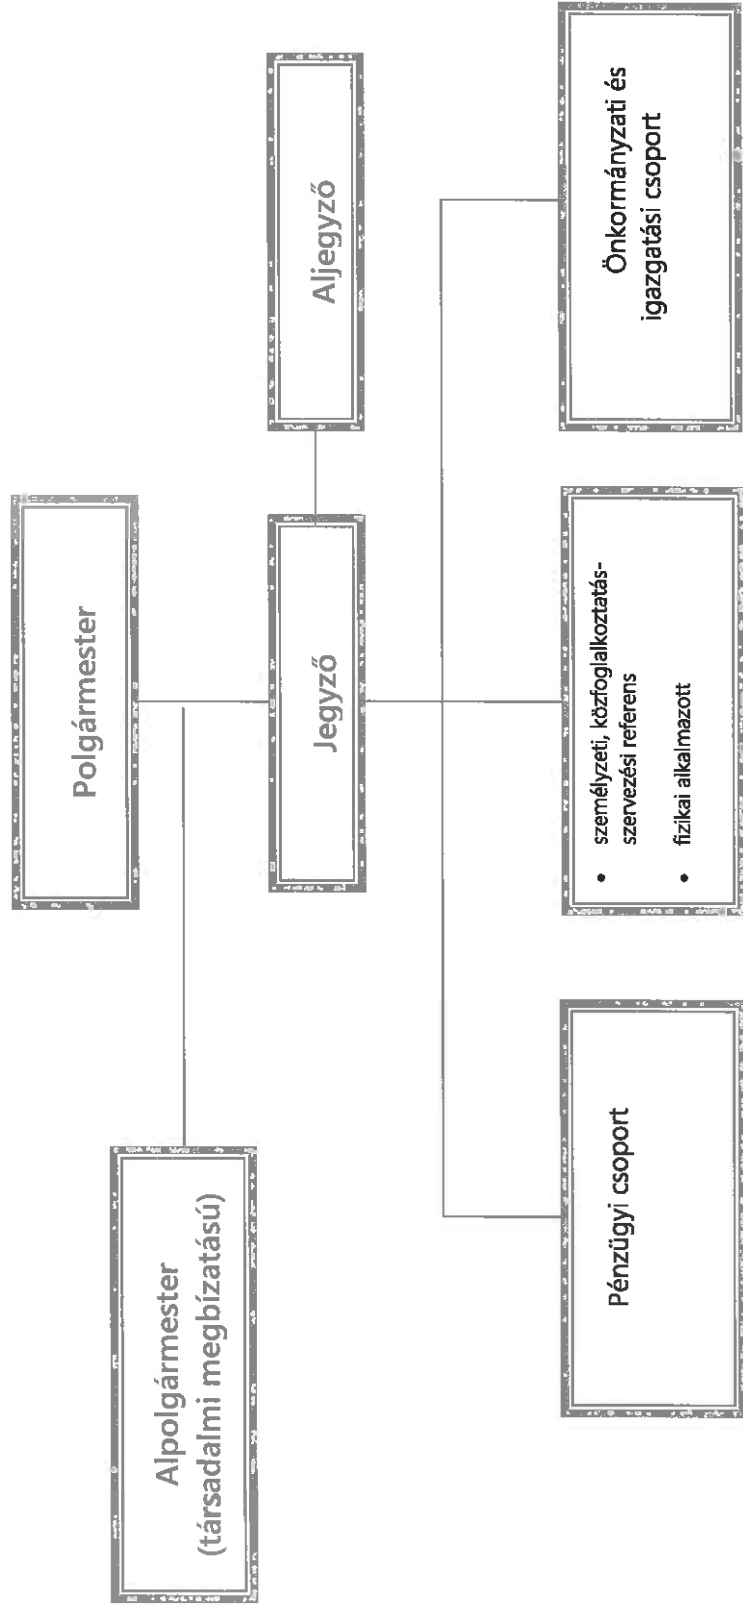 Polgármester
Alpolgármester
(társadalmi megbízatású)
Jegyző
Aljegyző
Pénzügyi csoport
• személyzeti, közfoglalkoztatás-
szervezési referens
• fizikai alkalmazott
Önkormányzati és
igazgatási csoport